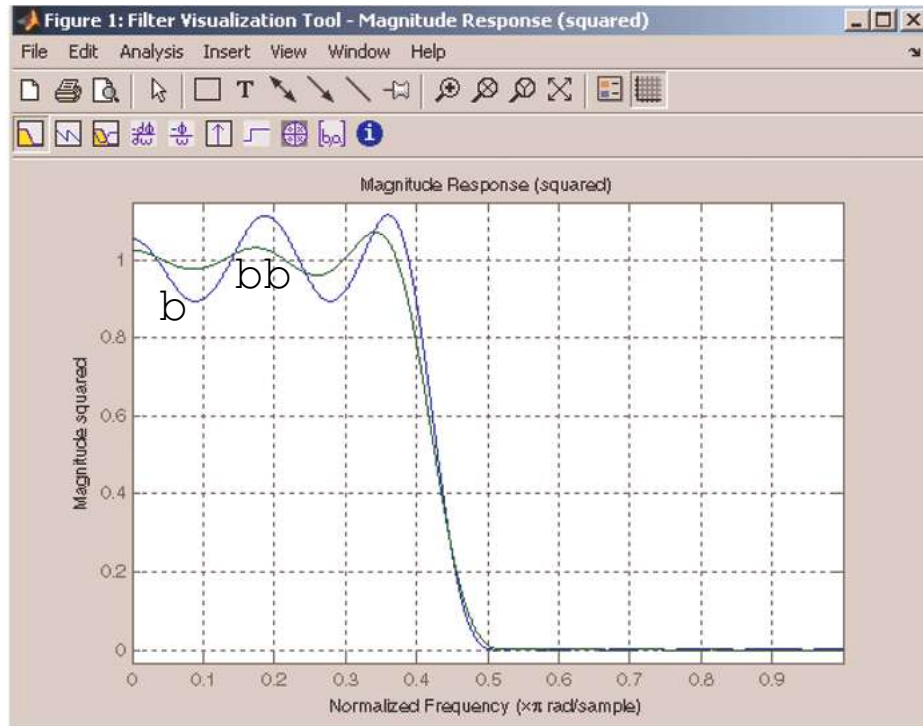 Figure 1: Filter Visualization Tool - Magnitude Response (squared)
File Edit Analysis Insert View Window Help
T
[b,a] i
Magnitude Response (squared)
1
0.8
0.6
0.4
0.2
0
Magnitude squared
b
bb
0 0.1 0.2 0.3 0.4 0.5 0.6 0.7 0.8 0.9
Normalized Frequency (×π rad/sample)